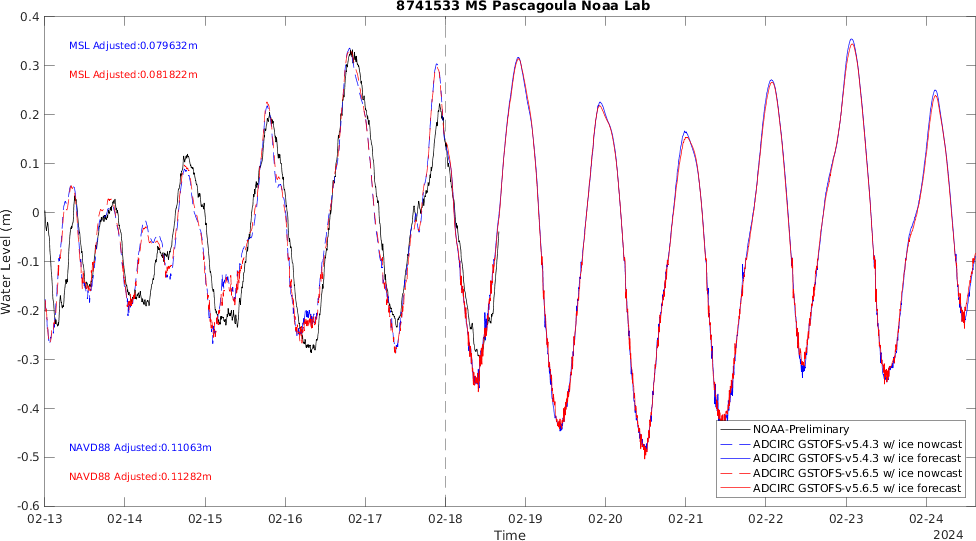 8741533 MS Pascagoula Noaa Lab
MSL Adjusted:0.079632m
MSL Adjusted:0.081822m
NAVD88 Adjusted:0.11063m
NAVD88 Adjusted:0.11282m
Water Level (m)
0.4
0.3
0.2
0.1
0
-0.1
-0.2
-0.3
-0.4
-0.5
-0.6
NOAA-Preliminary
ADCIRC GSTOFS-v5.4.3 w/ ice nowcast
ADCIRC GSTOFS-v5.4.3 w/ ice forecast
ADCIRC GSTOFS-v5.6.5 w/ ice nowcast
ADCIRC GSTOFS-v5.6.5 w/ ice forecast
02-13 02-14 02-15 02-16 02-17 02-18 02-19 02-20 02-21 02-22 02-23 02-24
Time
2024